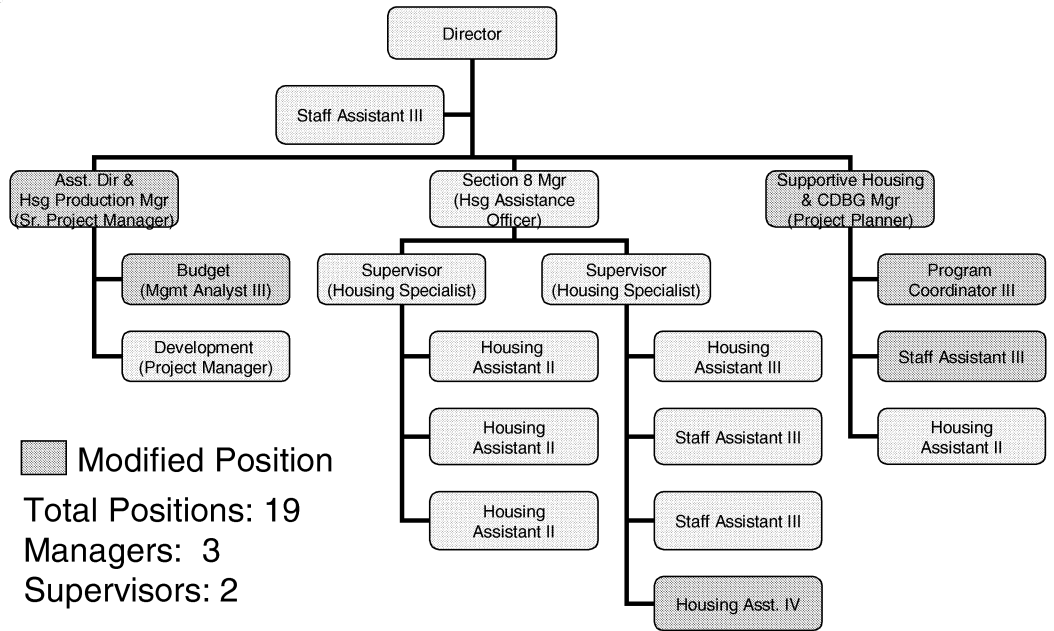 Director
Staff Assistant III
Asst. Dir &
Hsg Production Mgr
(Sr. Project Manager)
Section 8 Mgr
(Hsg Assistance
Officer)
Supportive Housing
& CDBG Mgr
(Project Planner)
Budget
(Mgmt Analyst III)
Development
(Project Manager)
Supervisor
(Housing Specialist)
Housing
Assistant II
Housing
Assistant II
Housing
Assistant II
Supervisor
(Housing Specialist)
Housing
Assistant III
Staff Assistant III
Staff Assistant III
Housing Asst. IV
Program
Coordinator III
Staff Assistant III
Housing
Assistant II
Modified Position
Total Positions: 19
Managers: 3
Supervisors: 2